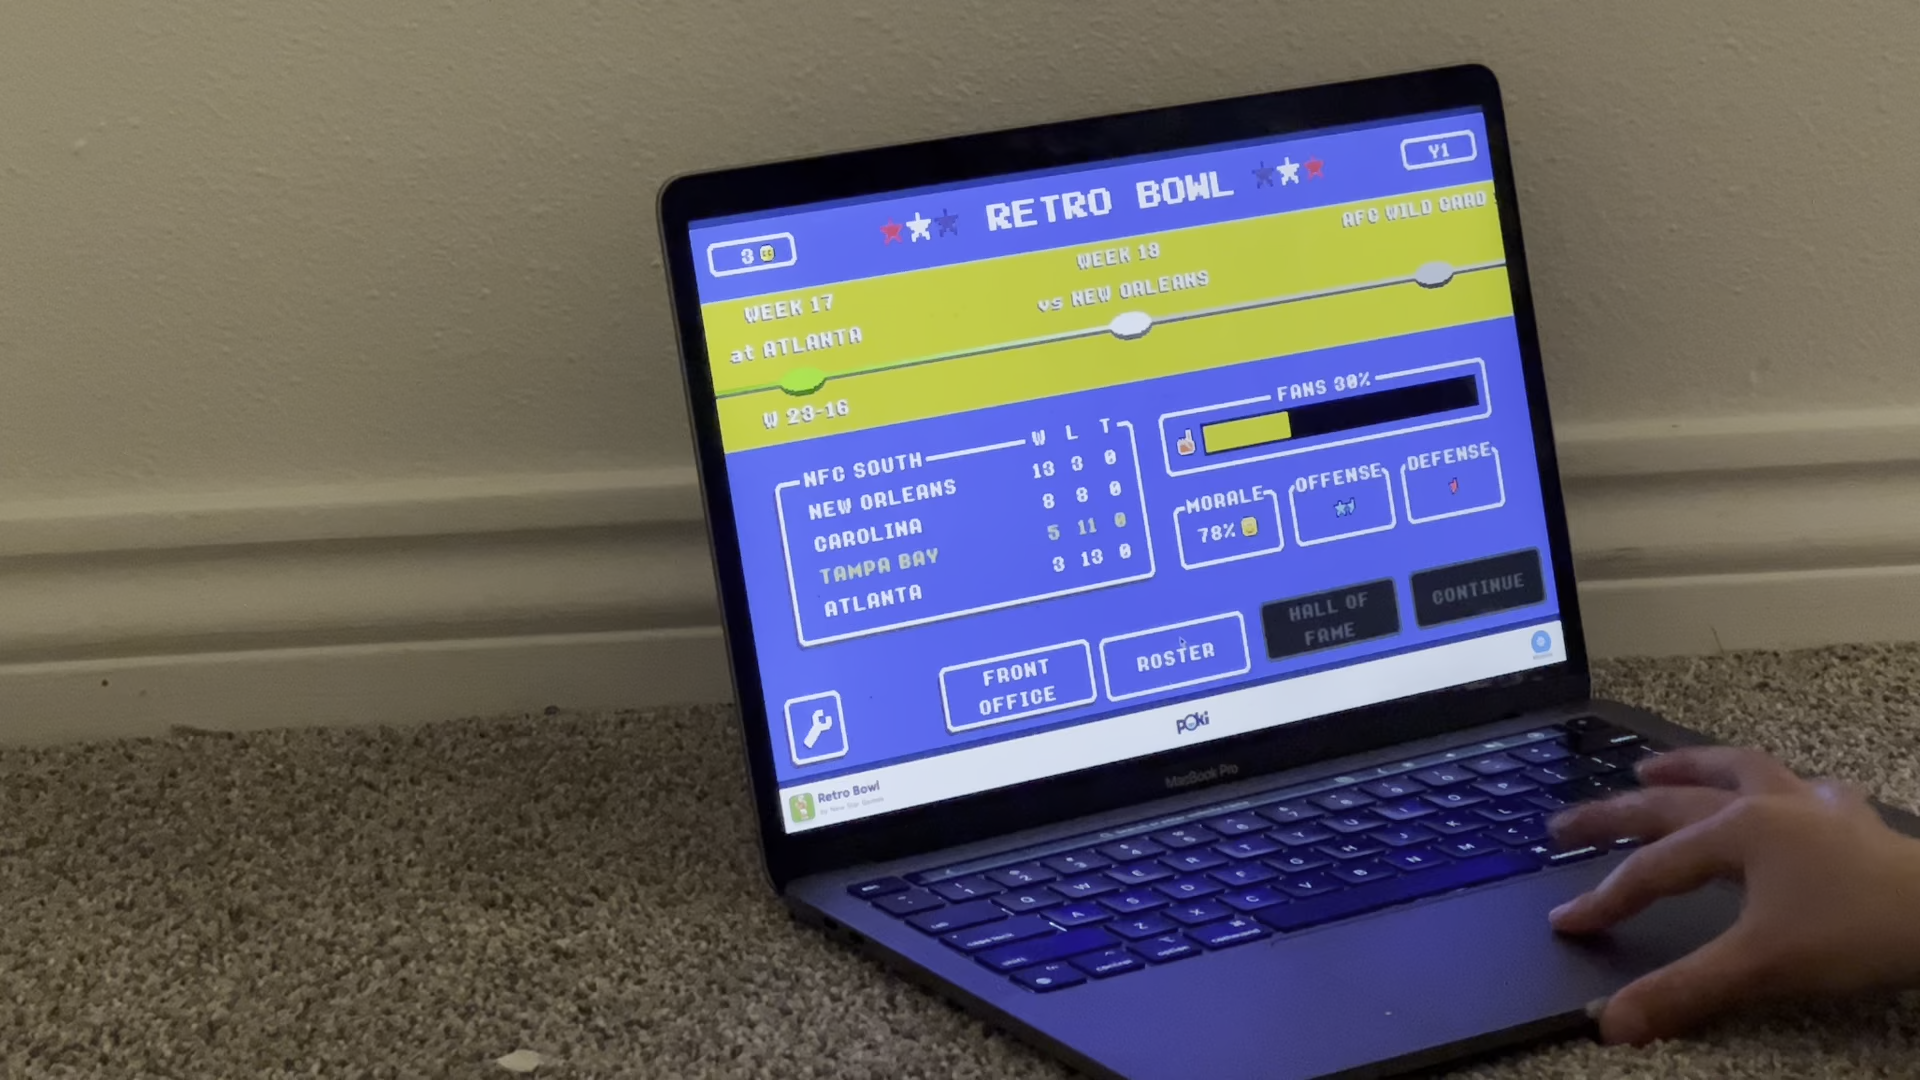 RETRO BOWL
Y1
3
WEEK 17
at ATLANTA
W 23-16
WEEK 18
vs NEW ORLEANS
AFC WILD CARD
NFC SOUTH W L T
NEW ORLEANS 13 3 0
CAROLINA 8 8 0
TAMPA BAY 5 11 0
ATLANTA 3 13 0
FANS 30%
MORALE
78%
OFFENSE
DEFENSE
FRONT
OFFICE
ROSTER
HALL OF
FAME
CONTINUE
poki
Retro Bowl
MacBook Pro